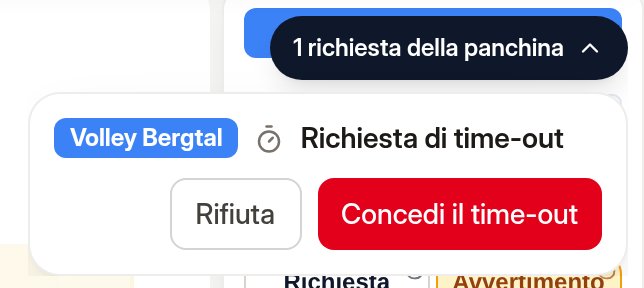 1 richiesta della panchina
Volley Bergtal Richiesta di time-out
Rifiuta Concedi il time-out
Richiesta Avvertimento